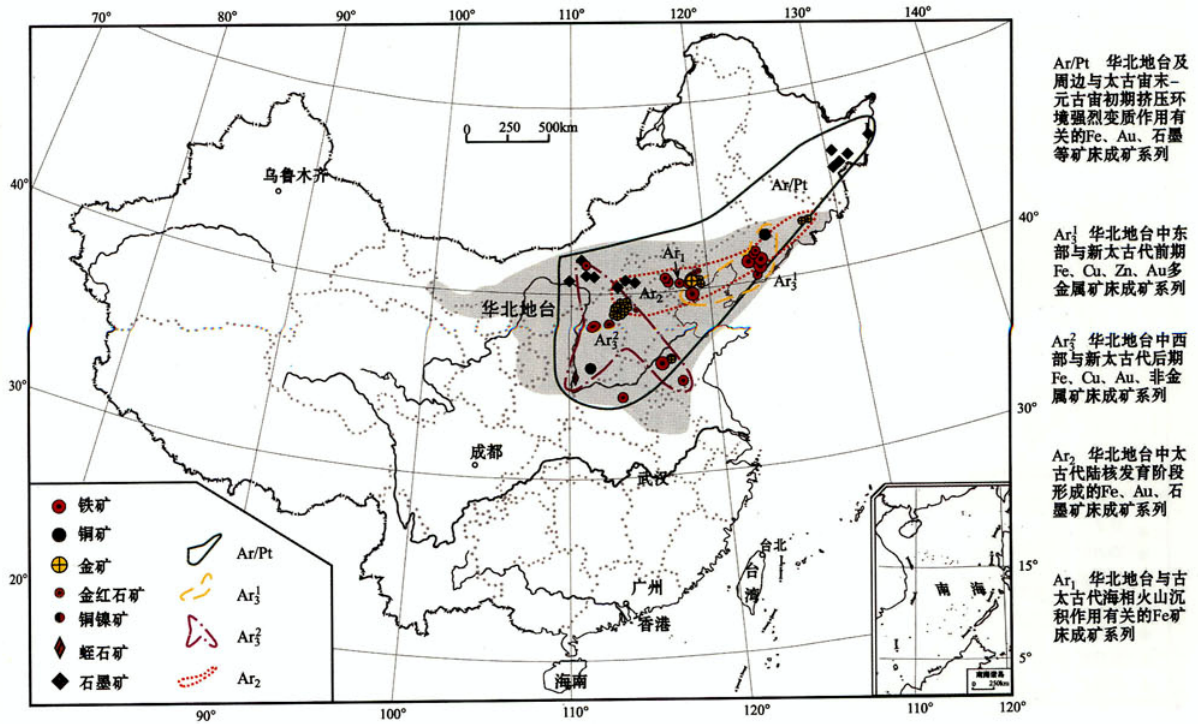 70°
80°
90°
100°
110°
120°
130°
140°
Ar/Pt 华北地台及
周边与太古宙末-
元古宙初期挤压环
境强烈变质作用有
关的Fe、Au、石墨
等矿床成矿系列
0 250 500km
乌鲁木齐
Ar/Pt
40°
40°
Ar₃¹ 华北地台中东
部与新太古代前期
Fe、Cu、Zn、Au多
金属矿床成矿系列
Ar₁
Ar₃¹
Ar₂
华北地台
Ar₃²
Ar₃² 华北地台中西
部与新太古代后期
Fe、Cu、Au、非金
属矿床成矿系列
30°
30°
成都
武汉
Ar₂ 华北地台中太
古代陆核发育阶段
形成的Fe、Au、石
墨矿床成矿系列
铁矿
铜矿
金矿
金红石矿
铜镍矿
蛭石矿
石墨矿
Ar/Pt
Ar₃¹
Ar₃²
Ar₂
20°
台北
台湾
广州
香港
海南
15°
南海
5°
南海诸岛
0 250km
Ar₁ 华北地台与古
太古代海相火山沉
积作用有关的Fe矿
床成矿系列
90°
100°
110°
120°
110°
120°